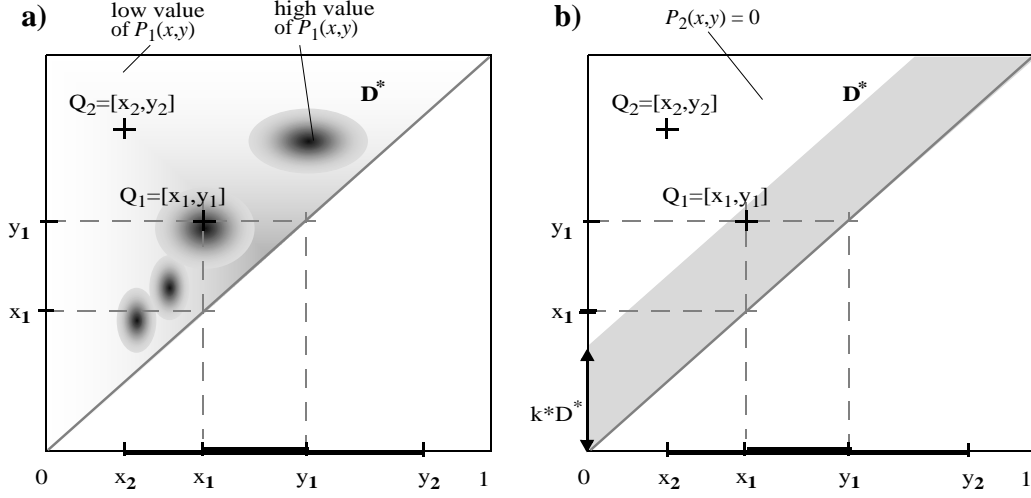 a)
low value
of P₁(x,y)
high value
of P₁(x,y)
D*
Q₂=[x₂,y₂]
Q₁=[x₁,y₁]
y₁
x₁
0
x₂
x₁
y₁
y₂
1
b)
P₂(x,y) = 0
D*
Q₂=[x₂,y₂]
Q₁=[x₁,y₁]
y₁
x₁
k*D*
0
x₂
x₁
y₁
y₂
1